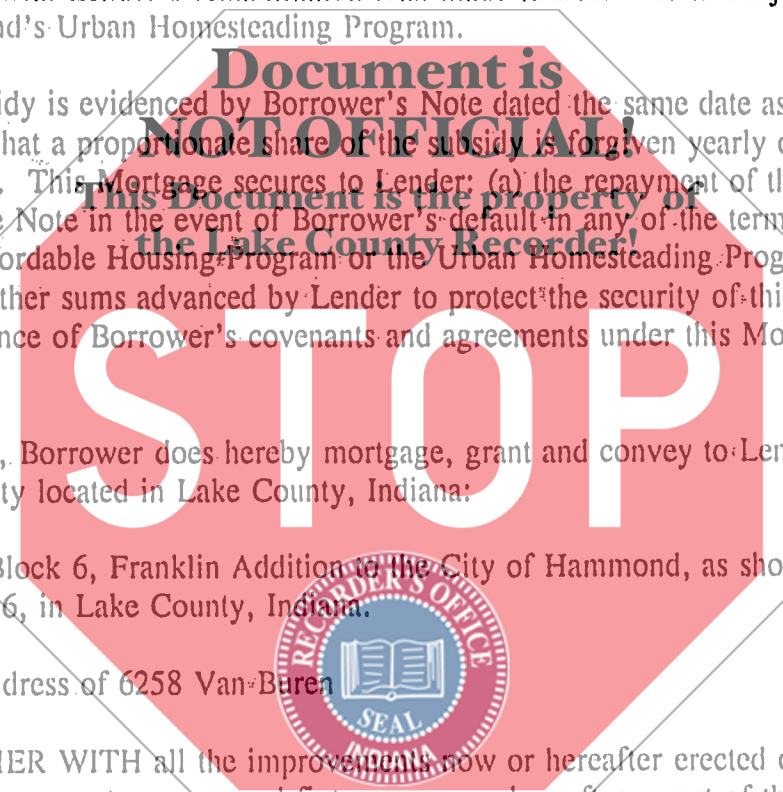 nd's Urban Homesteading Program.
Document is
idy is evidenced by Borrower's Note dated the same date as
NOT OFFICIAL!
hat a proportionate share of the subsidy is forgiven yearly
This Mortgage secures to Lender: (a) the repayment of th
This Document is the property of
e Note in the event of Borrower's default in any of the term
the Lake County Recorder!
ordable Housing Program or the Urban Homesteading Prog
ther sums advanced by Lender to protect the security of thi
nce of Borrower's covenants and agreements under this Mo
STOP
, Borrower does hereby mortgage, grant and convey to Len
ty located in Lake County, Indiana:
Block 6, Franklin Addition to the City of Hammond, as sho
6, in Lake County, Indiana.
RECORDER'S OFFICE
dress of 6258 Van Buren
SEAL
INDIANA
HER WITH all the improvements now or hereafter erected